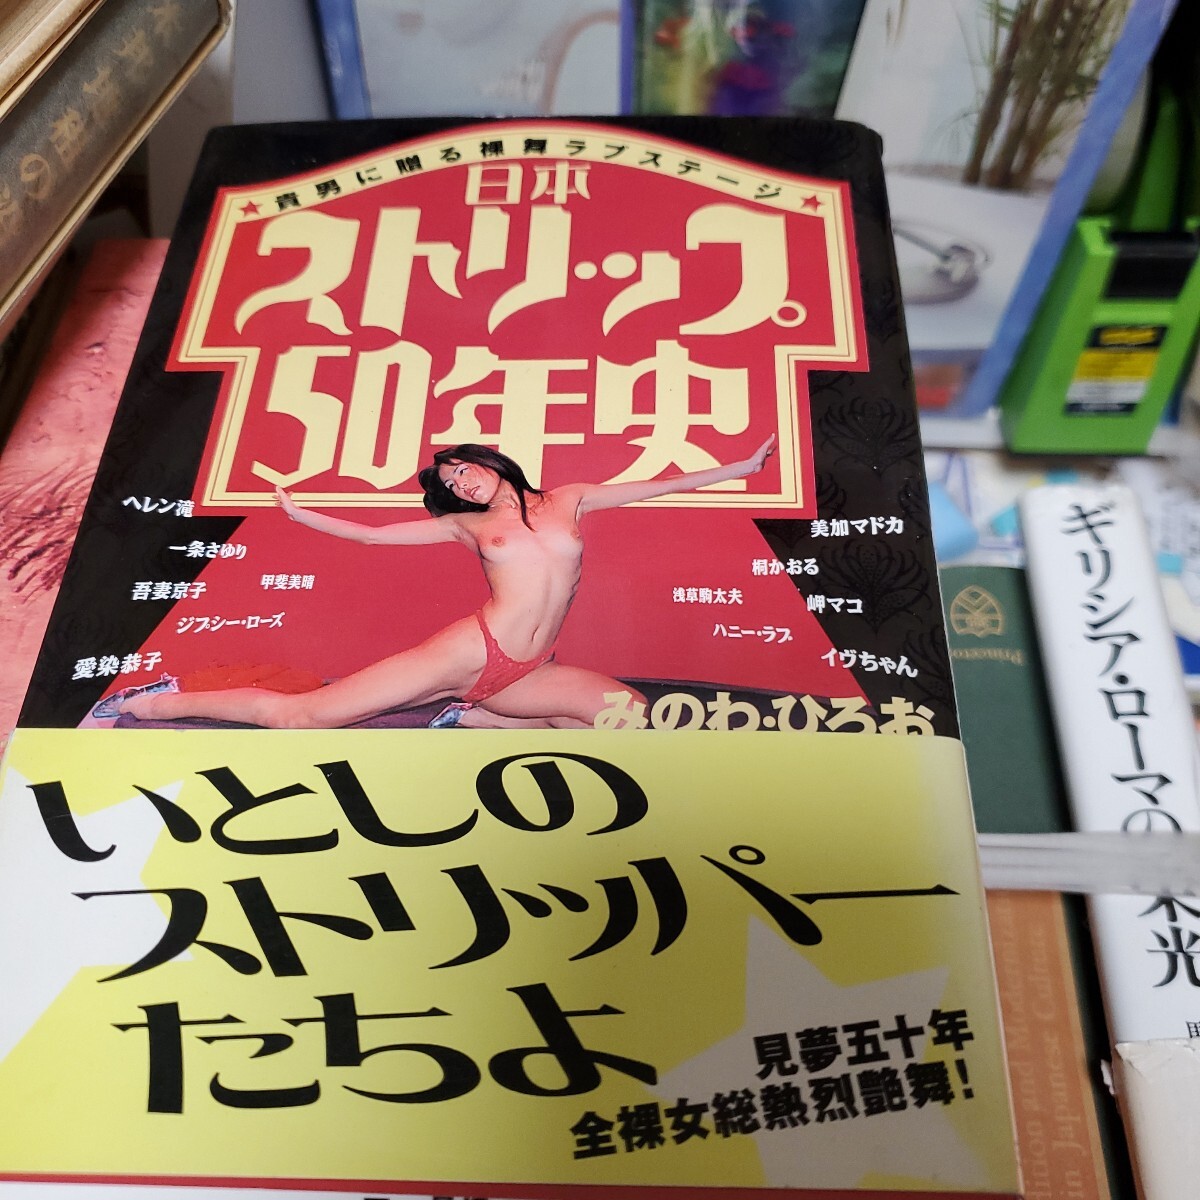 ★貴男に贈る裸舞ラブステージ★
日本
ストリップ
50年史
ヘレン滝
一条さゆり
吾妻京子
甲斐美晴
ジプシー・ローズ
愛染恭子
美加マドカ
桐かおる
浅草駒太夫
岬マコ
ハニー・ラブ
イヴちゃん
みのわ・ひろお
いとしの
ストリッパー
たちよ
見夢五十年
全裸女総熱烈艶舞!
Princeton
ギリシア・ローマの栄光